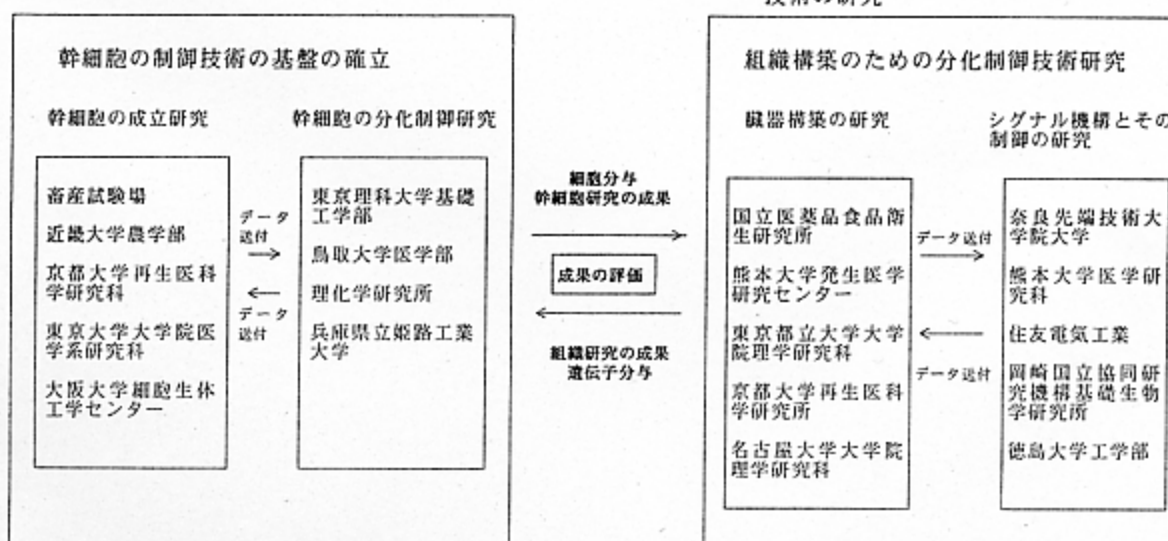 幹細胞の制御技術の基盤の確立
幹細胞の成立研究
畜産試験場
近畿大学農学部
京都大学再生医科
学研究科
東京大学大学院医
学系研究科
大阪大学細胞生体
工学センター
データ
送付
データ
送付
幹細胞の分化制御研究
東京理科大学基礎
工学部
鳥取大学医学部
理化学研究所
兵庫県立姫路工業
大学
細胞分与
幹細胞研究の成果
成果の評価
組織研究の成果
遺伝子分与
技術の研究
組織構築のための分化制御技術研究
臓器構築の研究
国立医薬品食品衛
生研究所
熊本大学発生医学
研究センター
東京都立大学大学
院理学研究科
京都大学再生医科
学研究所
名古屋大学大学院
理学研究科
データ送付
データ送付
シグナル機構とその
制御の研究
奈良先端技術大
学院大学
熊本大学医学研
究科
住友電気工業
岡崎国立協同研
究機構基礎生物
学研究所
徳島大学工学部